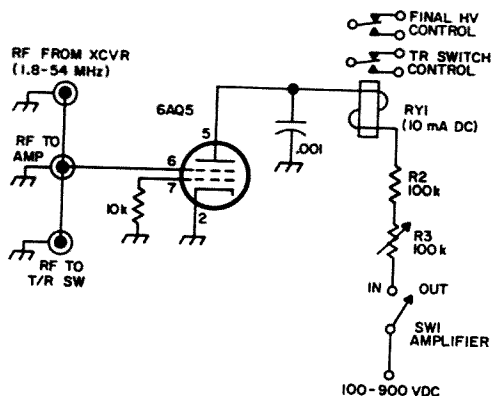 FINAL HV
CONTROL
TR SWITCH
CONTROL
RF FROM XCVR
(1.8-54 MHz)
6AQ5
5
RY1
(10 mA DC)
.001
RF TO
AMP
6
7
10k
2
R2
100k
R3
100k
RF TO
T/R SW
IN
OUT
SW1
AMPLIFIER
100-900 VDC